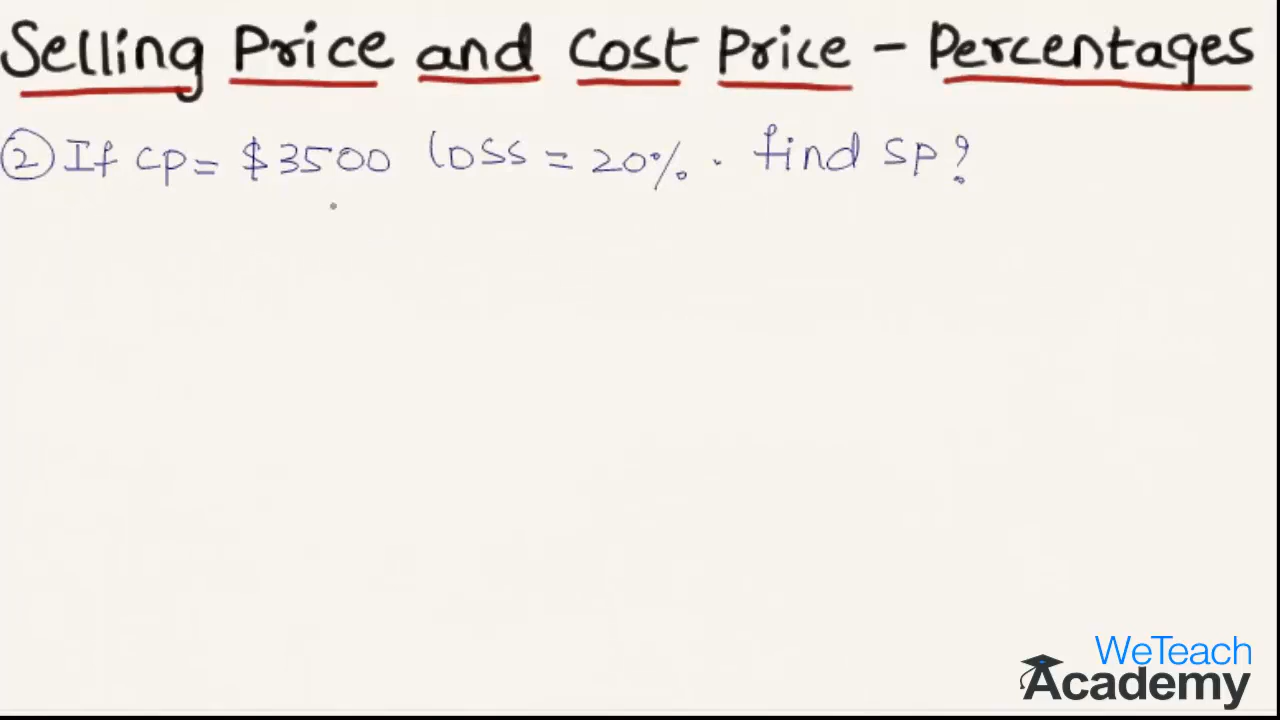 Selling Price and Cost Price - Percentages
② If CP = $3500 loss = 20%. find SP?
WeTeach
Academy